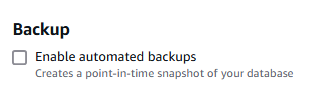 Backup
Enable automated backups
Creates a point-in-time snapshot of your database